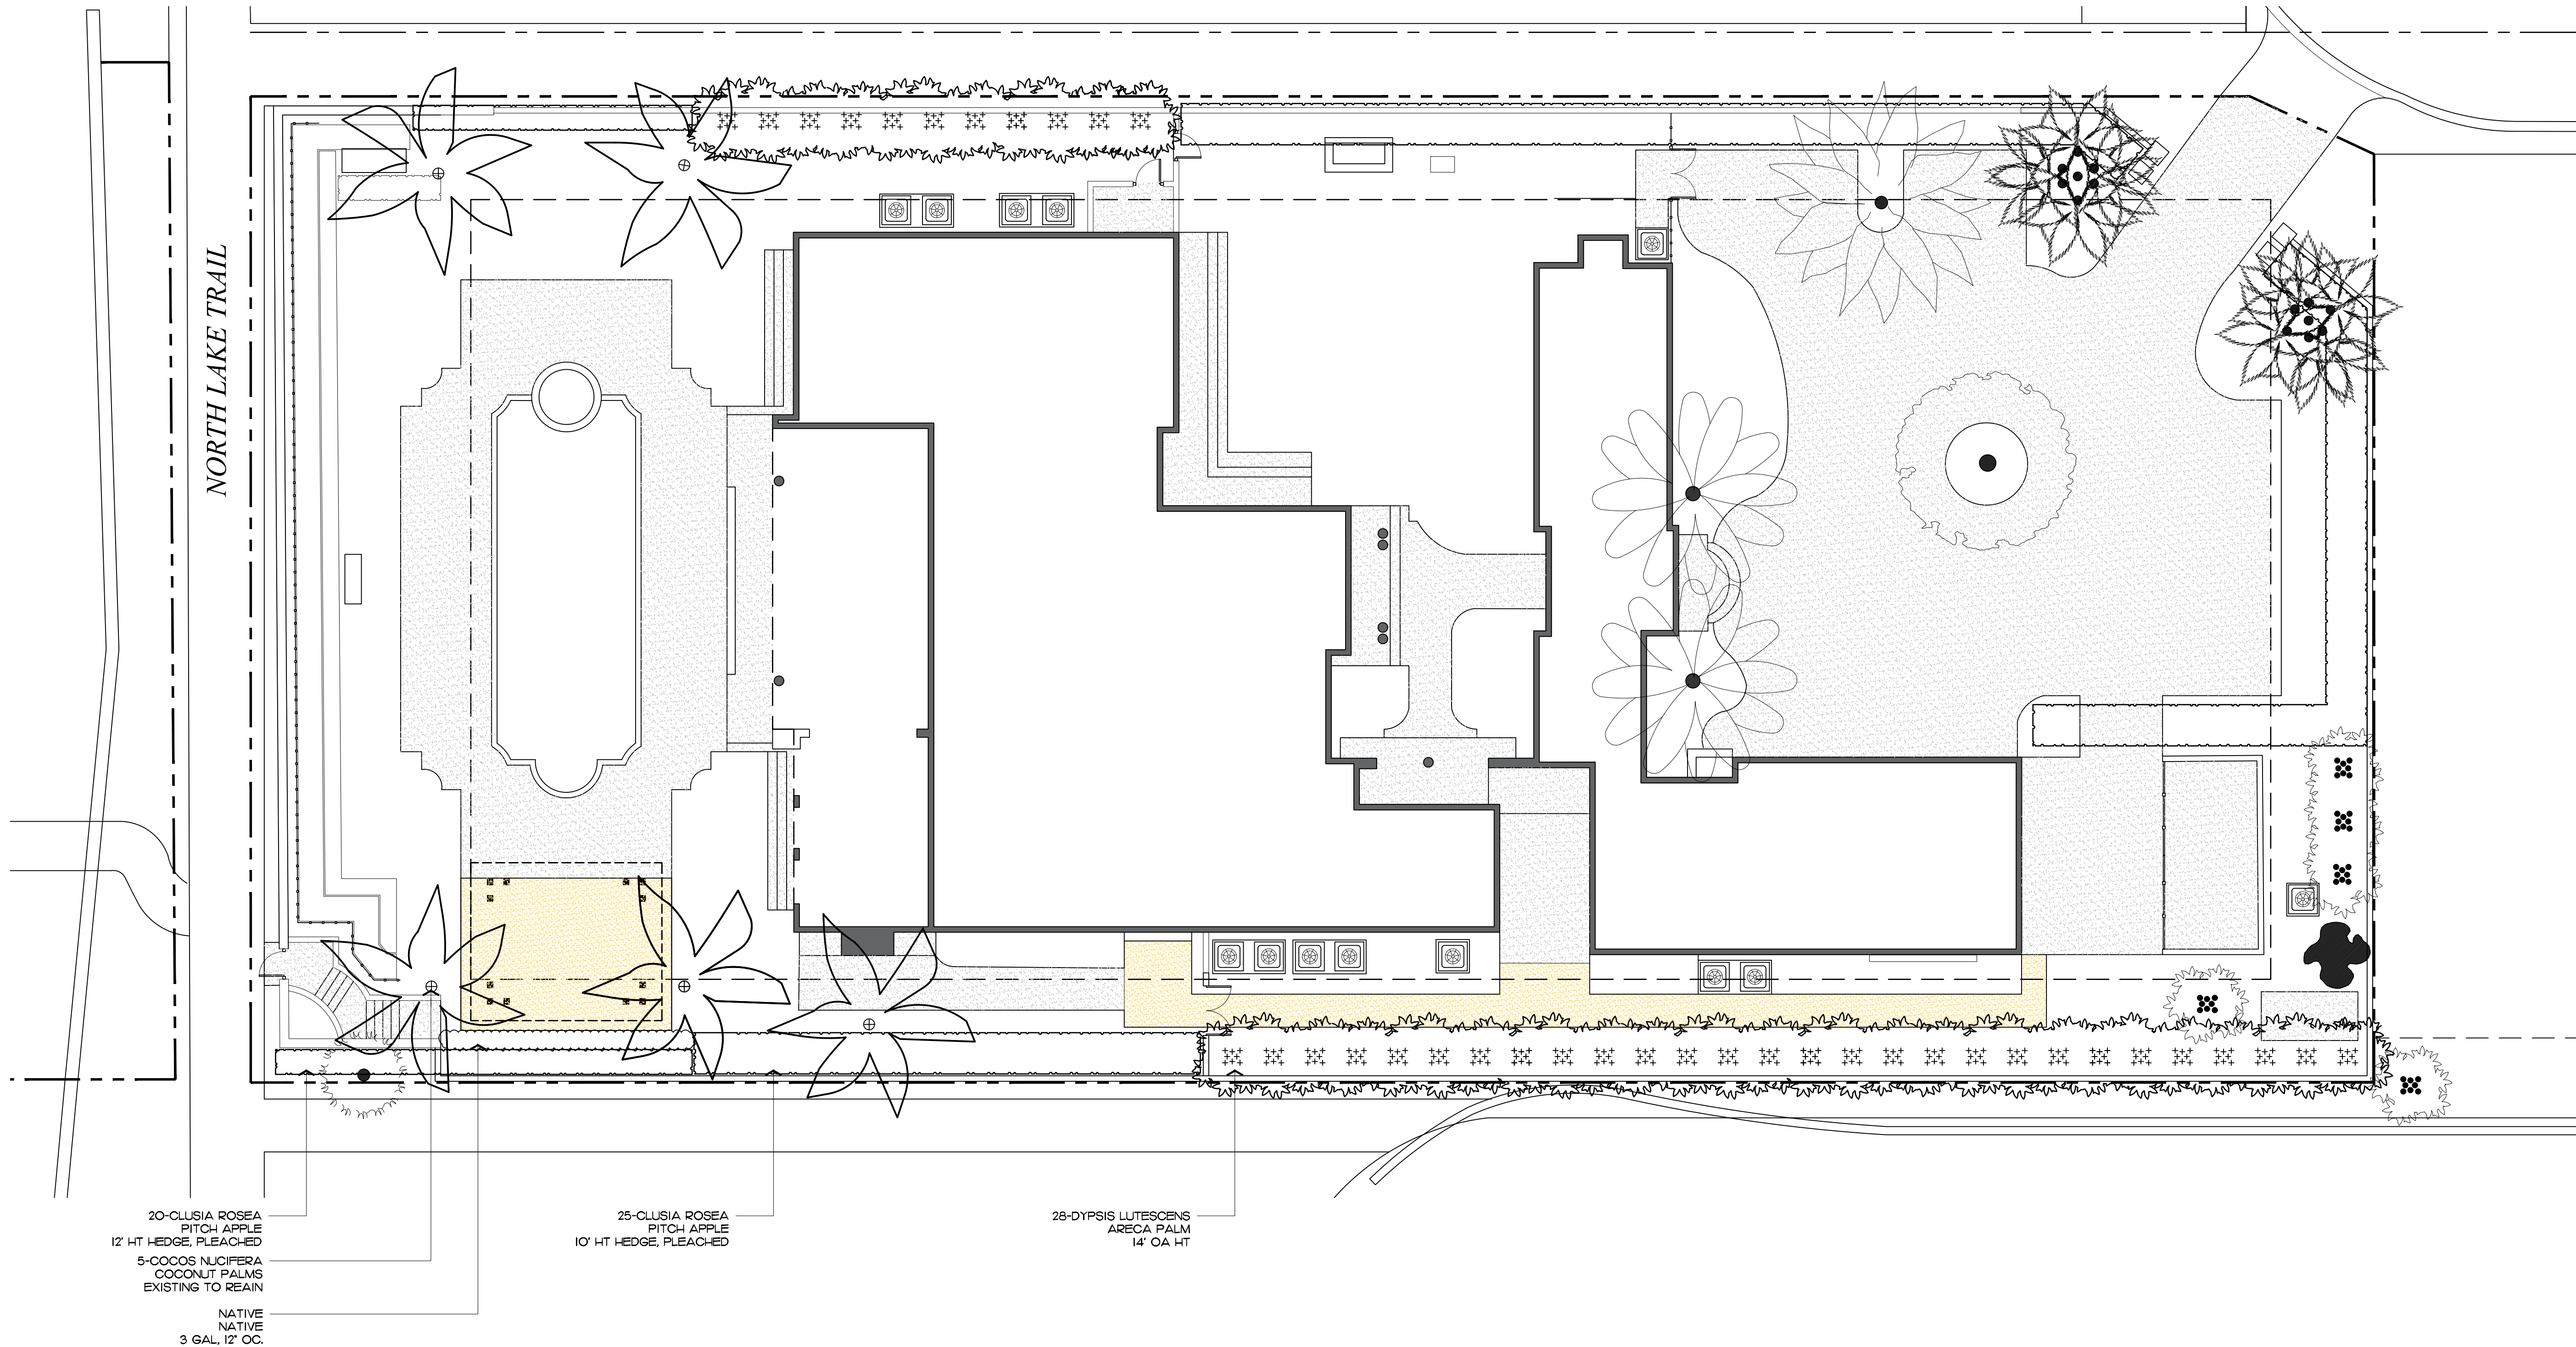 NORTH LAKE TRAIL
20-CLUSIA ROSEA
PITCH APPLE
12' HT HEDGE, PLEACHED
5-COCOS NUCIFERA
COCONUT PALMS
EXISTING TO REAIN
NATIVE
NATIVE
3 GAL, 12" OC.
25-CLUSIA ROSEA
PITCH APPLE
10' HT HEDGE, PLEACHED
28-DYPSIS LUTESCENS
ARECA PALM
14' OA HT